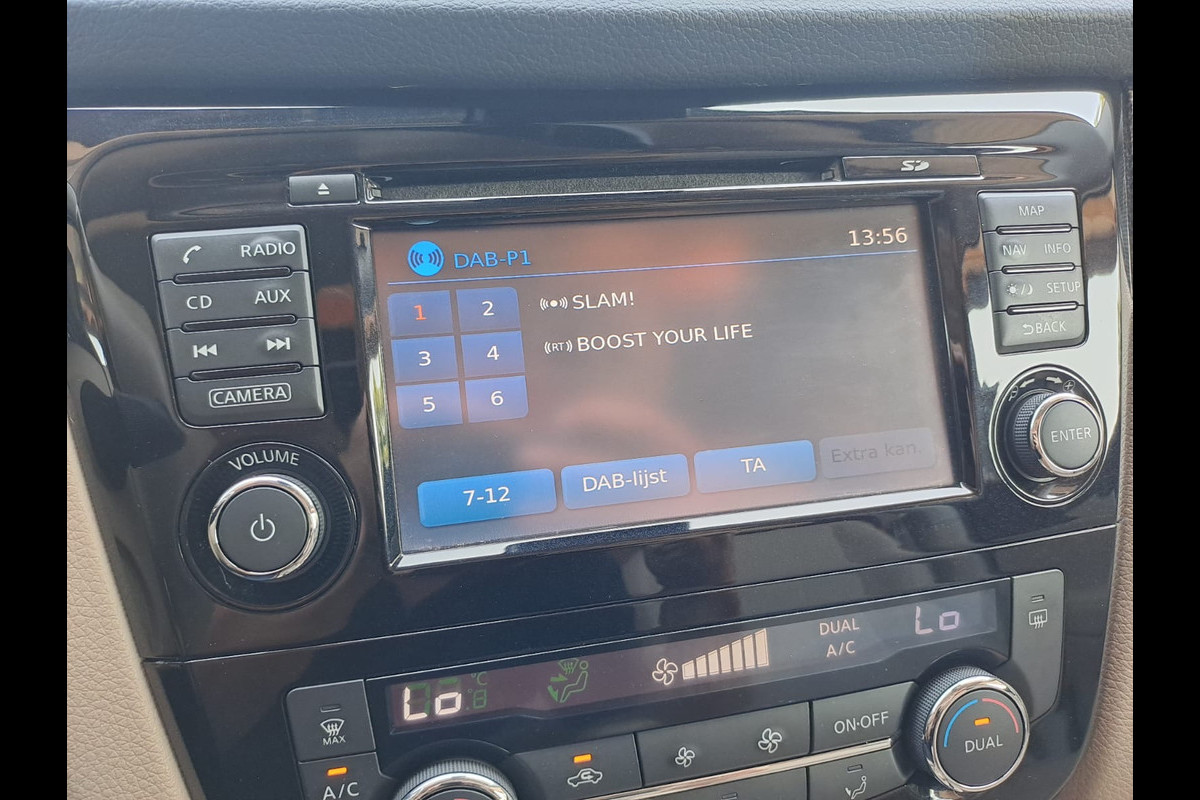 SD
MAP
RADIO
NAV INFO
CD AUX
SETUP
BACK
CAMERA
ENTER
VOLUME
DAB-P1
13:56
1 2
SLAM!
3 4
(RT) BOOST YOUR LIFE
5 6
7-12
DAB-lijst
TA
Extra kan.
DUAL
A/C
Lo
Lo
°C
MAX
A/C
ON·OFF
DUAL